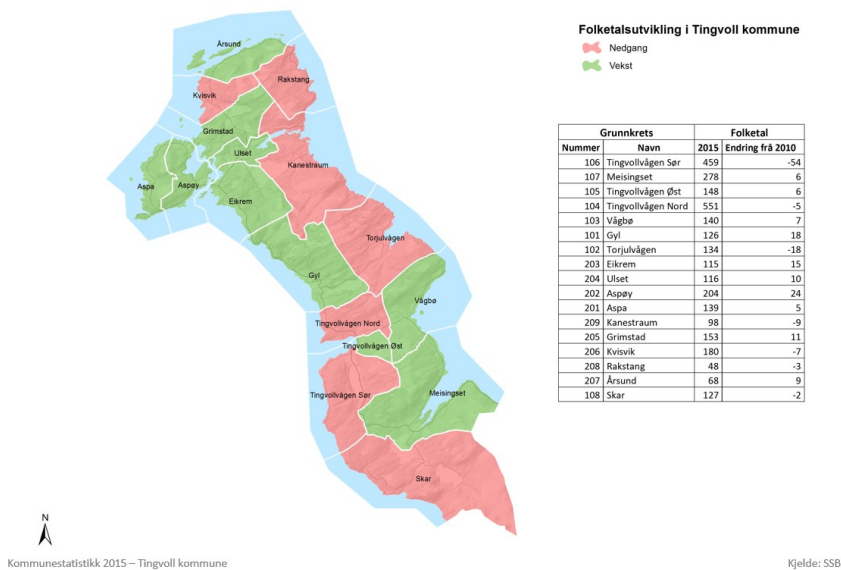 Folketalsutvikling i Tingvoll kommune
Nedgang
Vekst
Årsund
Rakstang
Kvisvik
Grimstad
Ulset
Kanestraum
Aspa
Aspøy
Eikrem
Torjulvågen
Gyl
Vågbø
Tingvollvågen Nord
Tingvollvågen Øst
Tingvollvågen Sør
Meisingset
Skar
N
Grunnkrets Folketal
Nummer Navn 2015 Endring frå 2010
106 Tingvollvågen Sør 459 -54
107 Meisingset 278 6
105 Tingvollvågen Øst 148 6
104 Tingvollvågen Nord 551 -5
103 Vågbø 140 7
101 Gyl 126 18
102 Torjulvågen 134 -18
203 Eikrem 115 15
204 Ulset 116 10
202 Aspøy 204 24
201 Aspa 139 5
209 Kanestraum 98 -9
205 Grimstad 153 11
206 Kvisvik 180 -7
208 Rakstang 48 -3
207 Årsund 68 9
108 Skar 127 -2
Kommunestatistikk 2015 – Tingvoll kommune
Kjelde: SSB